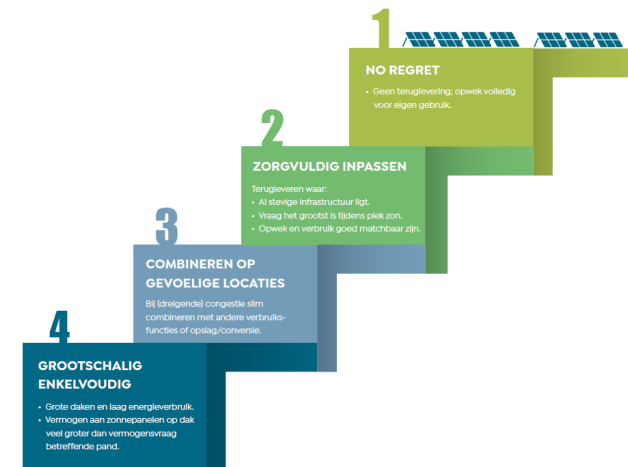 1
NO REGRET
• Geen teruglevering; opwek volledig
voor eigen gebruik.
2
ZORGVULDIG INPASSEN
Terugleveren waar:
• Al stevige infrastructuur ligt.
• Vraag het grootst is tijdens piek zon.
• Opwek en verbruik goed matchbaar zijn.
3
COMBINEREN OP
GEVOELIGE LOCATIES
Bij (dreigende) congestie slim
combineren met andere verbruiks-
functies of opslag/conversie.
4
GROOTSCHALIG
ENKELVOUDIG
• Grote daken en laag energieverbruik.
• Vermogen aan zonnepanelen op dak
veel groter dan vermogensvraag
betreffende pand.